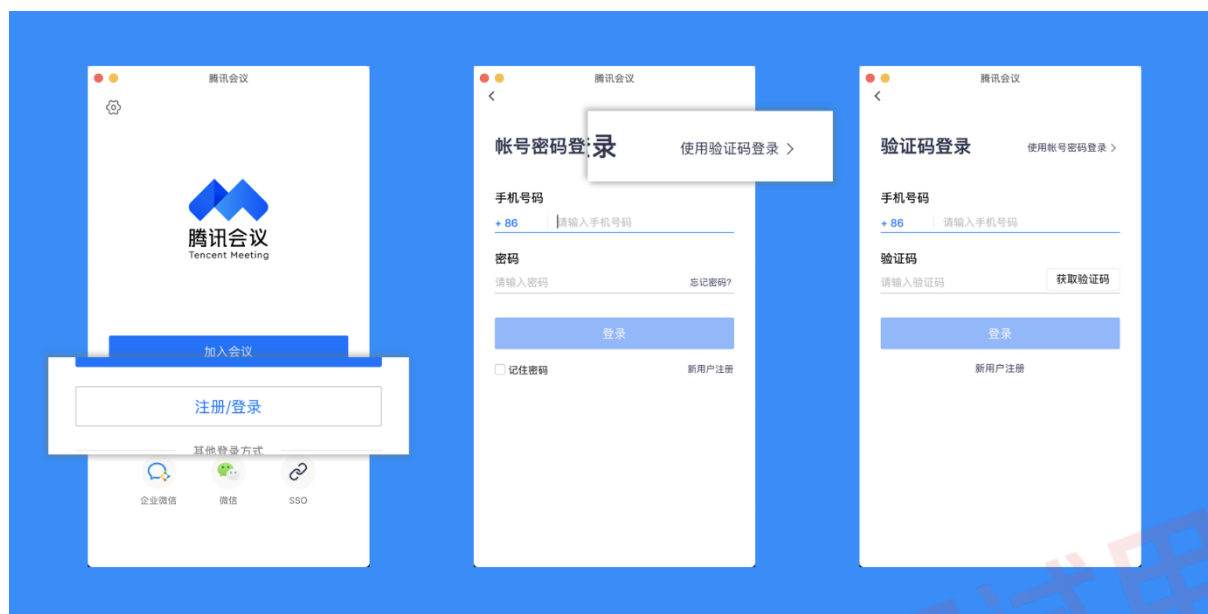 腾讯会议
腾讯会议
Tencent Meeting
加入会议
注册/登录
其他登录方式
企业微信
微信
SSO
腾讯会议
帐号密码登录
使用验证码登录 >
手机号码
+ 86
请输入手机号码
密码
请输入密码
忘记密码?
登录
记住密码
新用户注册
腾讯会议
验证码登录
使用帐号密码登录 >
手机号码
+ 86
请输入手机号码
验证码
请输入验证码
获取验证码
登录
新用户注册
试用